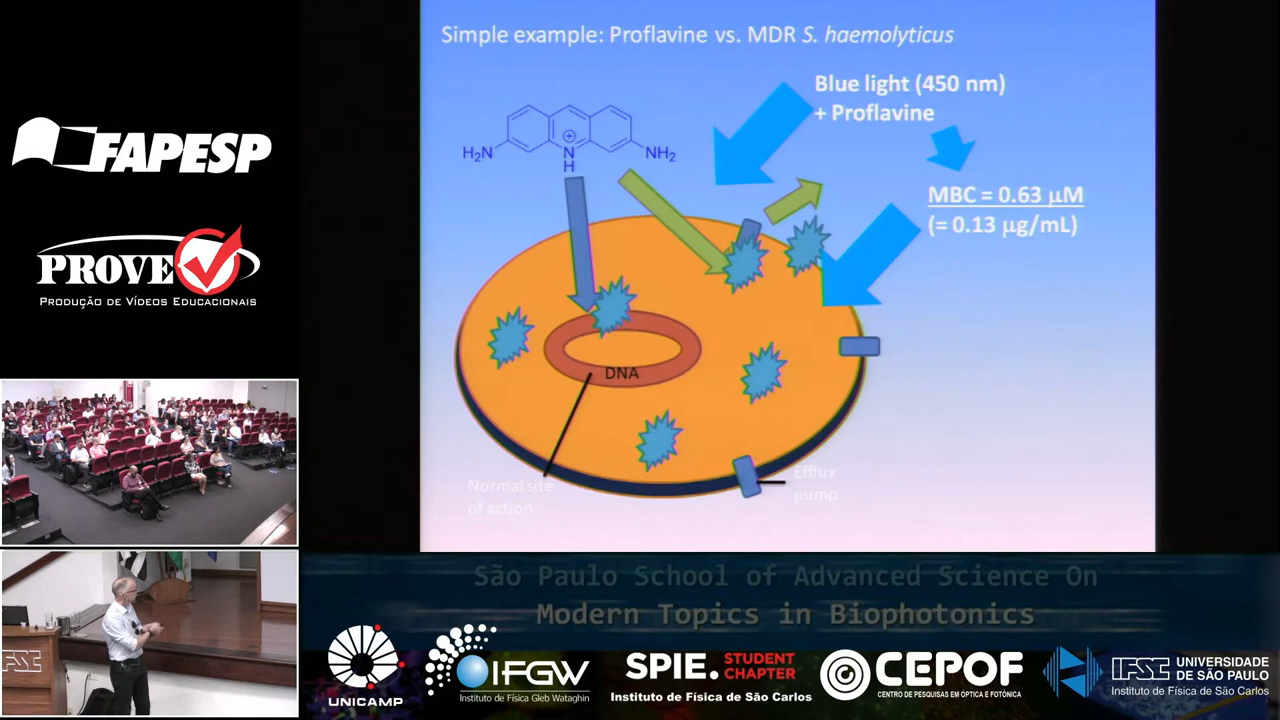 Simple example: Proflavine vs. MDR S. haemolyticus
Blue light (450 nm)
+ Proflavine
H₂N
N
H
NH₂
MBC = 0.63 μM
(= 0.13 μg/mL)
DNA
Normal site
of action
Efflux
pump
FAPESP
PROVE
PRODUÇÃO DE VÍDEOS EDUCACIONAIS
IFSC
São Paulo School of Advanced Science On
Modern Topics in Biophotonics
UNICAMP
IFGW
Instituto de Física Gleb Wataghin
SPIE. STUDENT
CHAPTER
Instituto de Física de São Carlos
CEPOF
CENTRO DE PESQUISAS EM ÓPTICA E FOTÔNICA
IFSC UNIVERSIDADE
DE SÃO PAULO
Instituto de Física de São Carlos